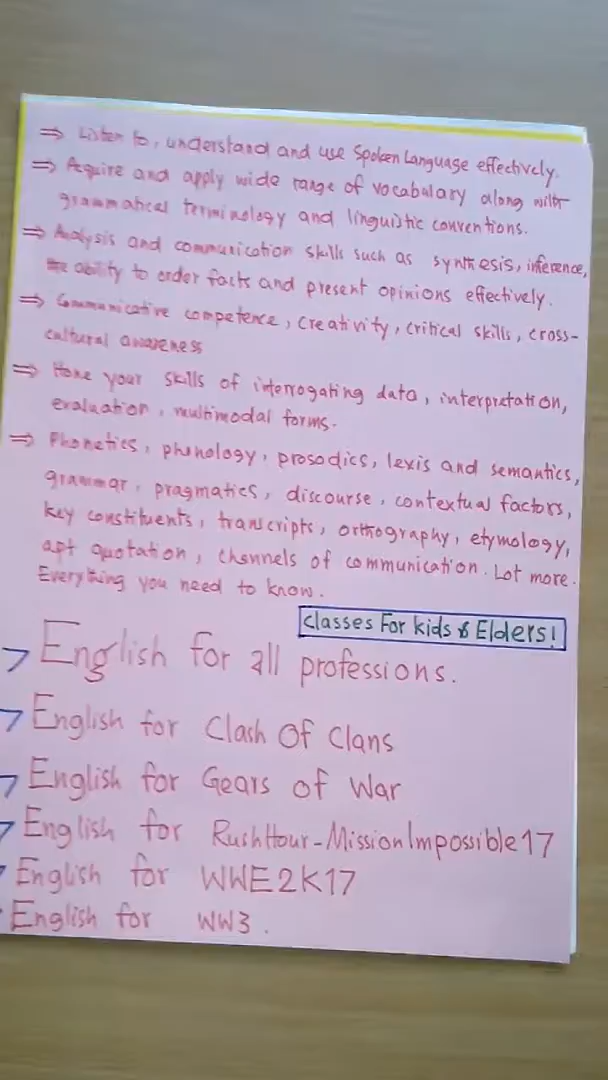 ⇒ Listen to, understand and use Spoken Language effectively.
⇒ Aquire and apply wide range of vocabulary along with
grammatical terminology and linguistic conventions.
⇒ Analysis and communication skills such as synthesis, inference,
the ability to order facts and present opinions effectively.
⇒ Communicative competence, creativity, critical skills, cross-
cultural awareness
⇒ Hone your skills of interrogating data, interpretation,
evaluation, multimodal forms.
⇒ Phonetics, phonology, prosodics, lexis and semantics,
grammar, pragmatics, discourse, contextual factors,
key constituents, transcripts, orthography, etymology,
apt quotation, channels of communication. Lot more.
Everything you need to know.
Classes For kids & Elders!
English for all professions.
English for Clash Of Clans
English for Gears of War
English for RushHour-MissionImpossible17
English for WWE2K17
English for WW3.